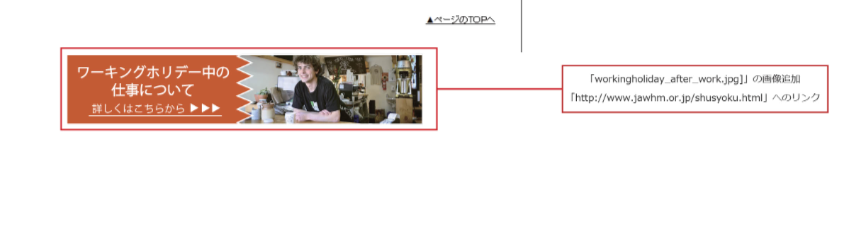 ▲ページのTOPへ
ワーキングホリデー中の
仕事について
詳しくはこちらから ▶▶▶
「workingholiday_after_work.jpg]」の画像追加
「http://www.jawhm.or.jp/shusyoku.html」へのリンク